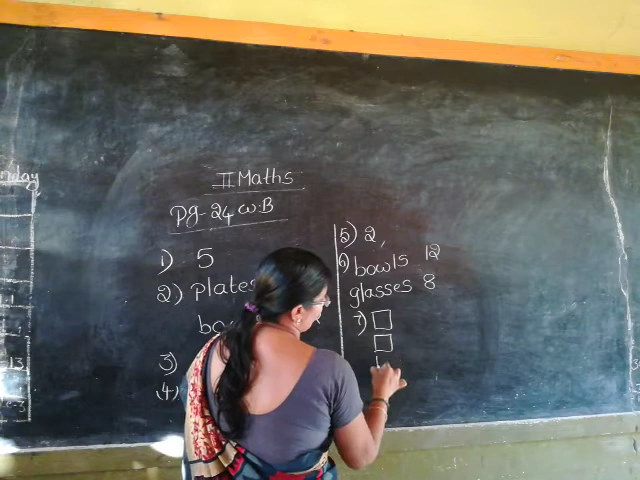 II Maths
Pg-24 W.B
1) 5
2) Plates
3)
4)
5) 2,
6) bowls 12
glasses 8
7)